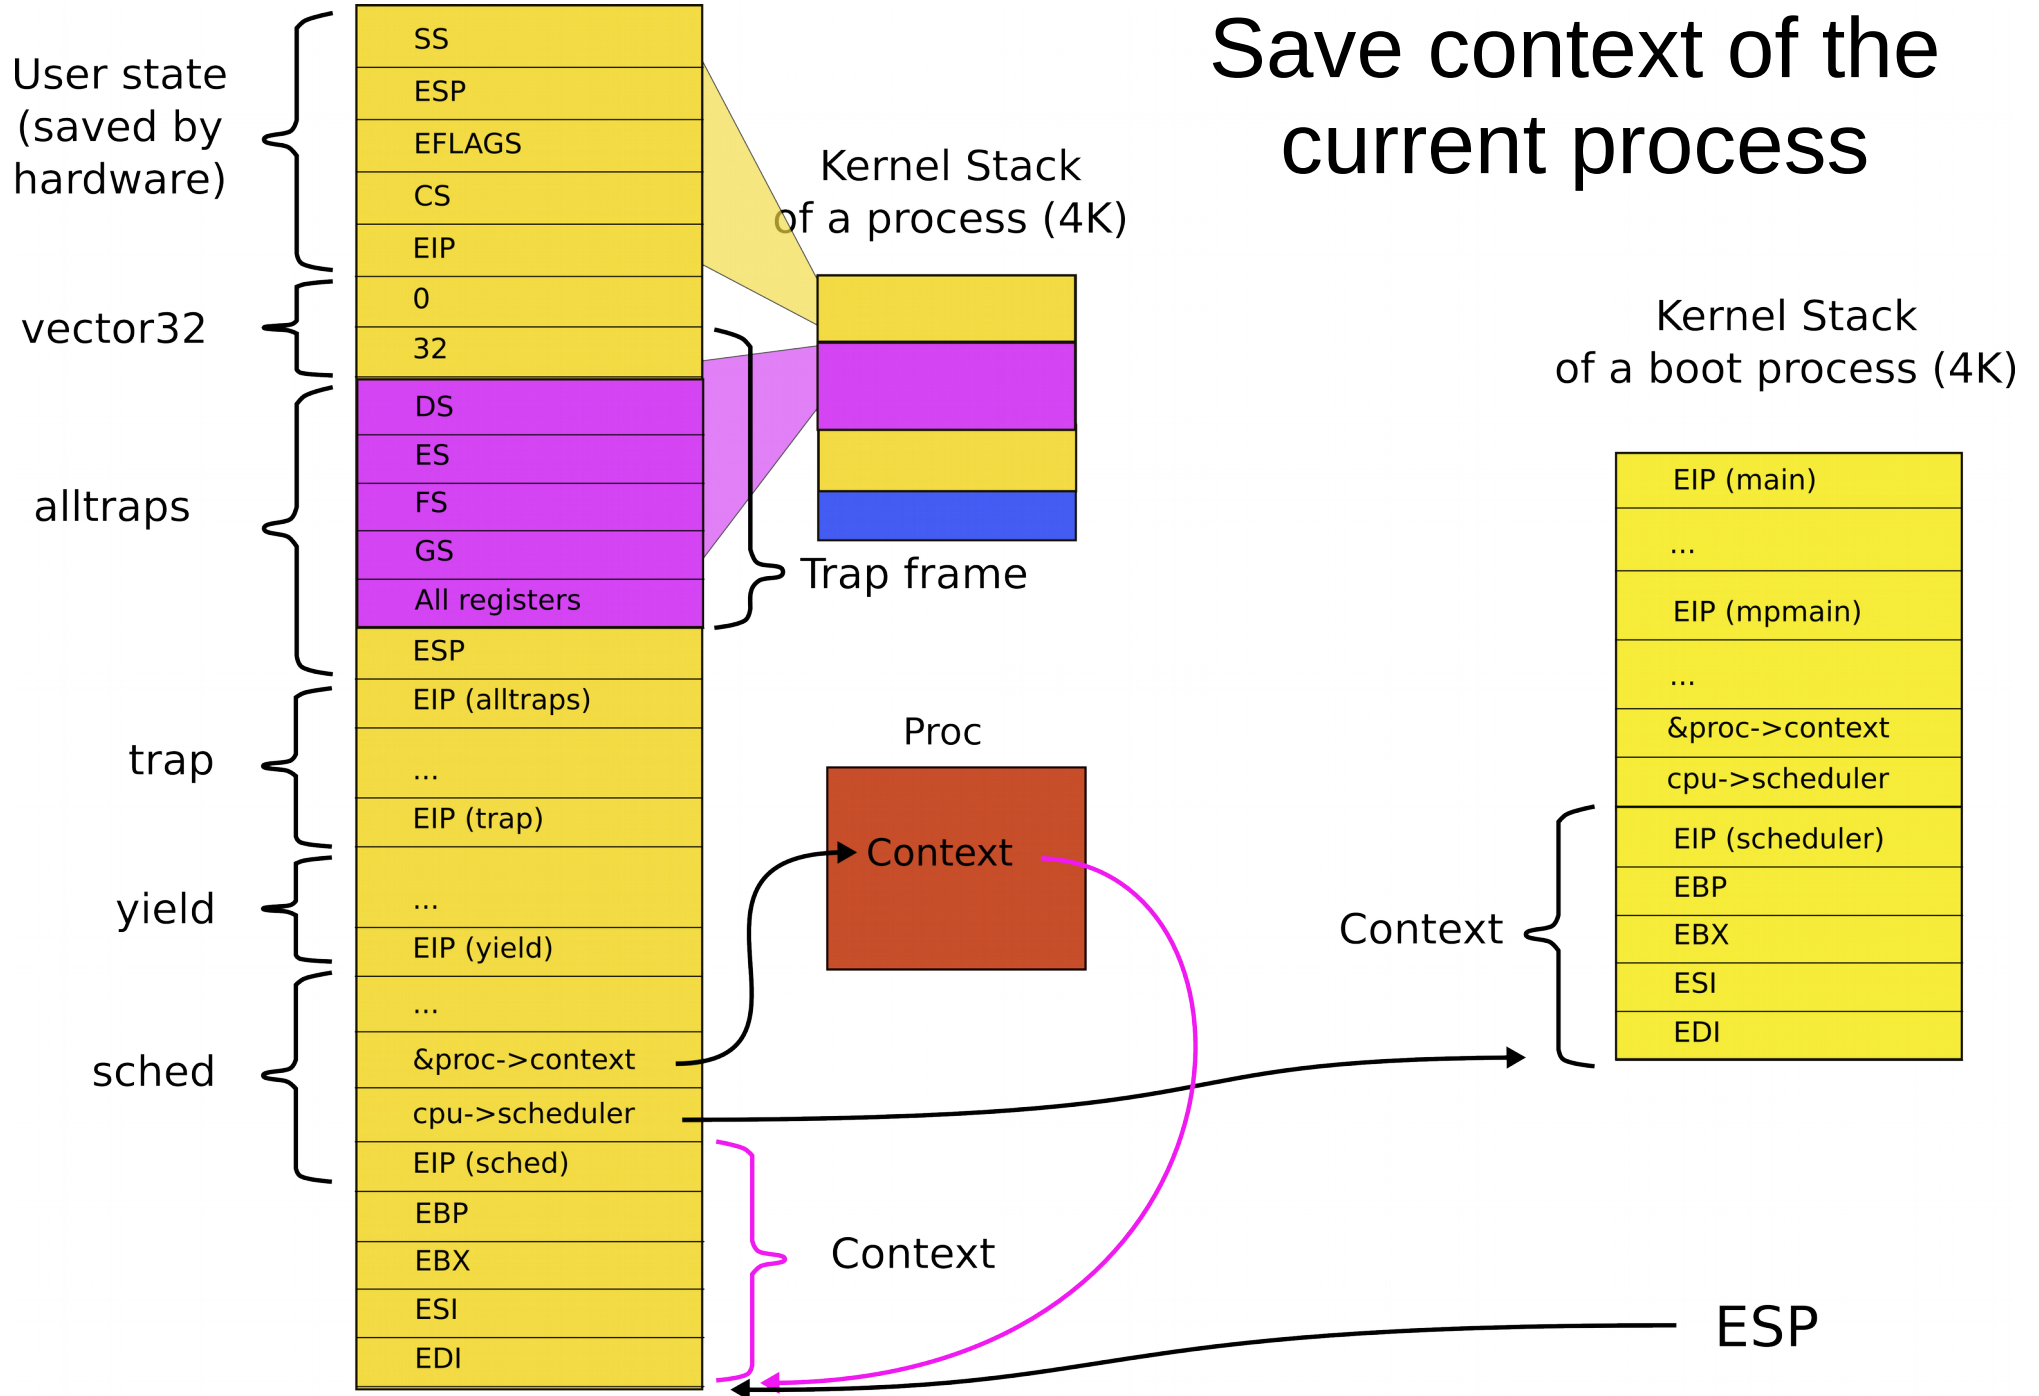 Save context of the
current process
User state
(saved by
hardware)
vector32
alltraps
trap
yield
sched
SS
ESP
EFLAGS
CS
EIP
0
32
DS
ES
FS
GS
All registers
ESP
EIP (alltraps)
...
EIP (trap)
...
EIP (yield)
...
&proc->context
cpu->scheduler
EIP (sched)
EBP
EBX
ESI
EDI
Kernel Stack
of a process (4K)
Trap frame
Proc
Context
Context
Kernel Stack
of a boot process (4K)
EIP (main)
...
EIP (mpmain)
...
&proc->context
cpu->scheduler
EIP (scheduler)
EBP
EBX
ESI
EDI
Context
ESP